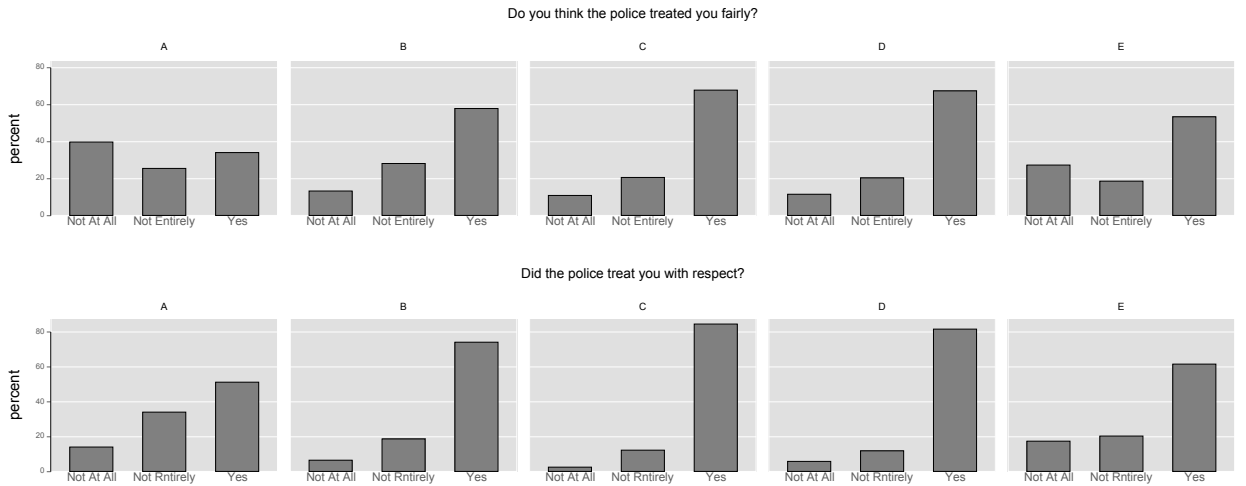 Do you think the police treated you fairly?
A B C D E
percent
80
60
40
20
0
Not At All Not Entirely Yes Not At All Not Entirely Yes Not At All Not Entirely Yes Not At All Not Entirely Yes Not At All Not Entirely Yes
Did the police treat you with respect?
A B C D E
percent
80
60
40
20
0
Not At All Not Rntirely Yes Not At All Not Rntirely Yes Not At All Not Rntirely Yes Not At All Not Rntirely Yes Not At All Not Rntirely Yes